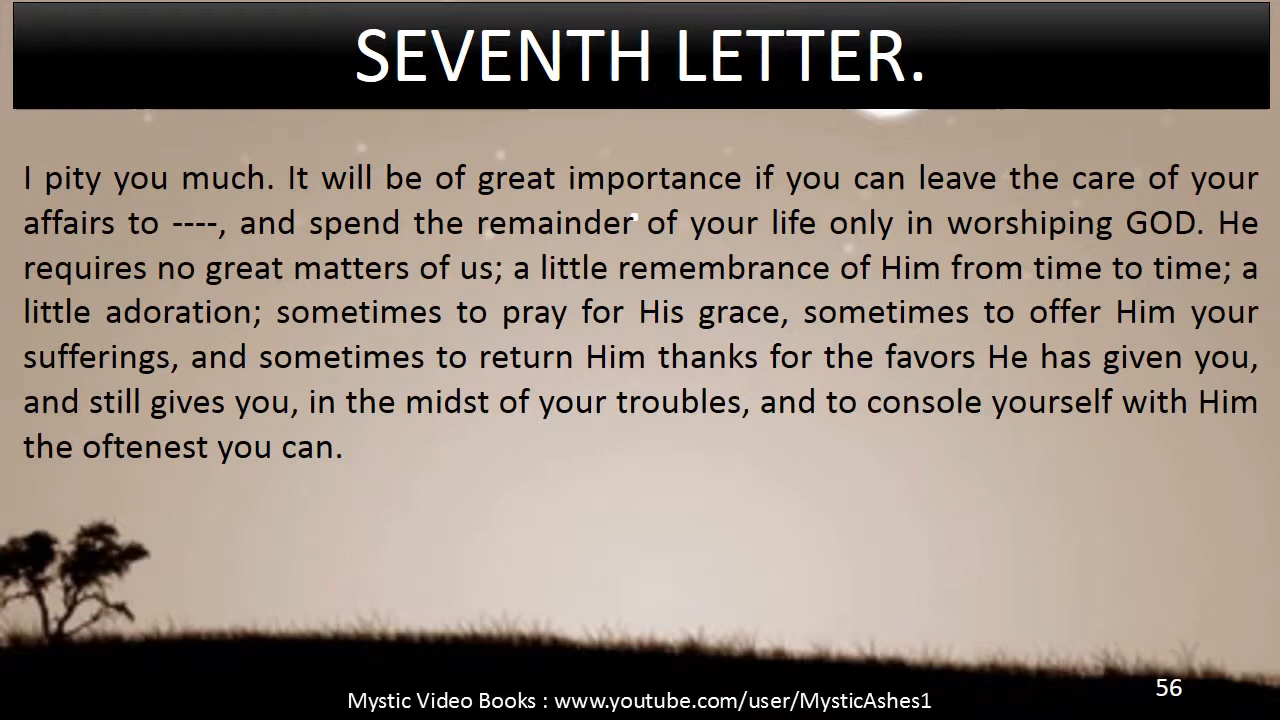 SEVENTH LETTER.
I pity you much. It will be of great importance if you can leave the care of your
affairs to ----, and spend the remainder of your life only in worshiping GOD. He
requires no great matters of us; a little remembrance of Him from time to time; a
little adoration; sometimes to pray for His grace, sometimes to offer Him your
sufferings, and sometimes to return Him thanks for the favors He has given you,
and still gives you, in the midst of your troubles, and to console yourself with Him
the oftenest you can.
56
Mystic Video Books : www.youtube.com/user/MysticAshes1